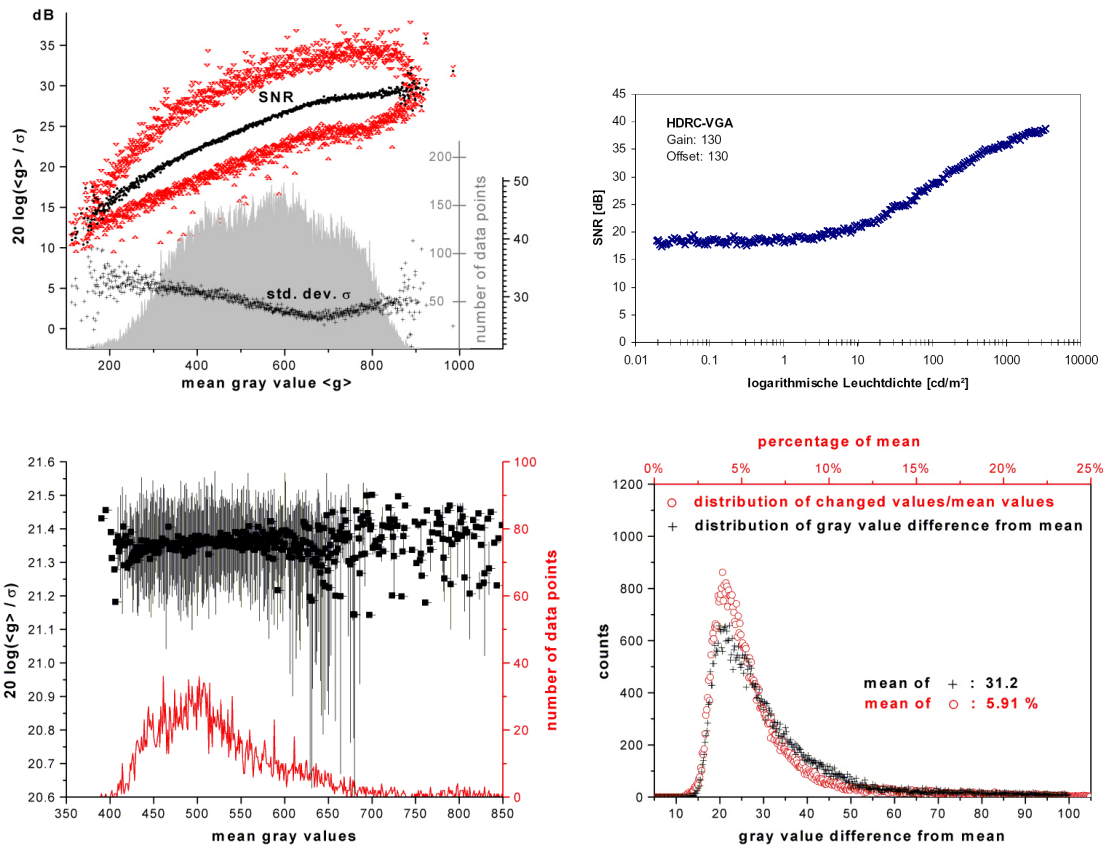 dB
35
30
25
20
15
10
5
0
20 log(<g> / σ)
SNR
std. dev. σ
200
150
100
50
number of data points
50
40
30
200 400 600 800 1000
mean gray value <g>
45
40
35
30
25
20
15
10
5
0
SNR [dB]
HDRC-VGA
Gain: 130
Offset: 130
0.01 0.1 1 10 100 1000 10000
logarithmische Leuchtdichte [cd/m²]
21.6
21.5
21.4
21.3
21.2
21.1
21.0
20.9
20.8
20.7
20.6
20 log(<g> / σ)
100
80
60
40
20
0
number of data points
350 400 450 500 550 600 650 700 750 800 850
mean gray values
percentage of mean
0% 5% 10% 15% 20% 25%
1200
1000
800
600
400
200
0
counts
distribution of changed values/mean values
distribution of gray value difference from mean
mean of + : 31.2
mean of ○ : 5.91 %
10 20 30 40 50 60 70 80 90 100
gray value difference from mean